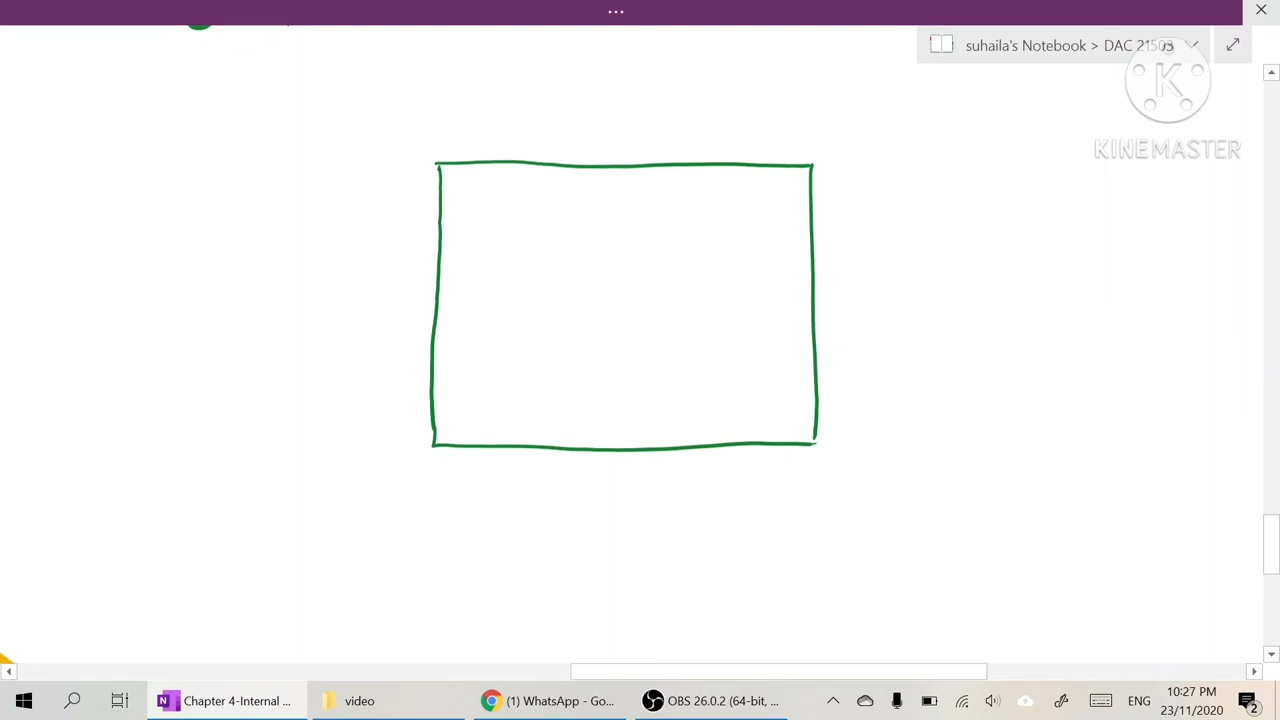 suhaila's Notebook > DAC 21503
K
KINEMASTER
Chapter 4-Internal ...
video
(1) WhatsApp - Go...
OBS 26.0.2 (64-bit, ...
ENG
10:27 PM
23/11/2020
2